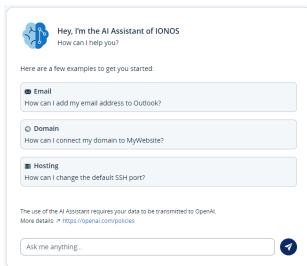 Hey, I'm the AI Assistant of IONOS
How can I help you?
Here are a few examples to get you started:
Email
How can I add my email address to Outlook?
Domain
How can I connect my domain to MyWebsite?
Hosting
How can I change the default SSH port?
The use of the AI Assistant requires your data to be transmitted to OpenAI.
More details: ↗ https://openai.com/policies
Ask me anything...